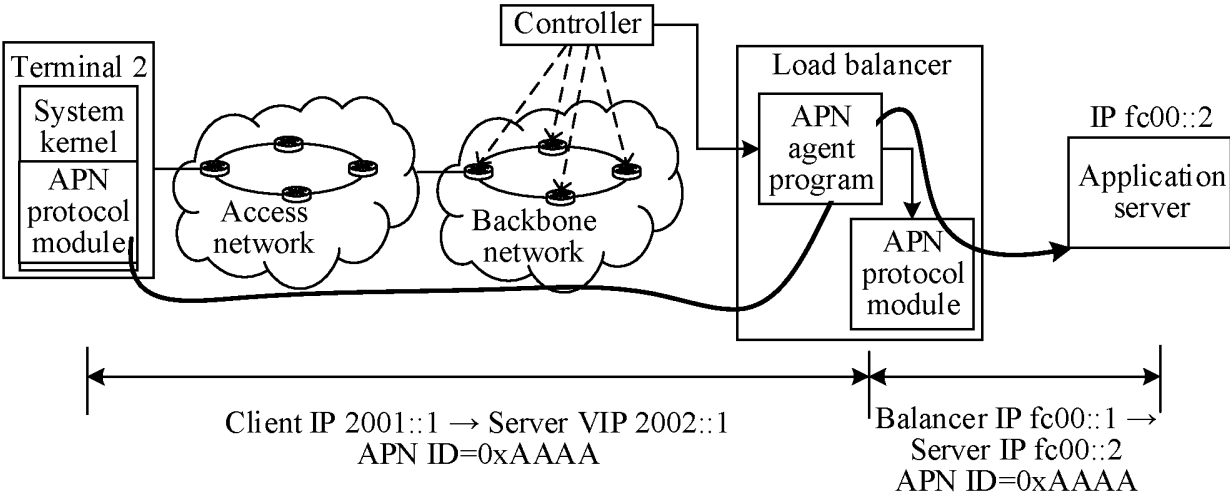 Controller
Terminal 2
System
kernel
APN
protocol
module
Access
network
Backbone
network
Load balancer
APN
agent
program
APN
protocol
module
IP fc00::2
Application
server
Client IP 2001::1 → Server VIP 2002::1
APN ID=0xAAAA
Balancer IP fc00::1 →
Server IP fc00::2
APN ID=0xAAAA